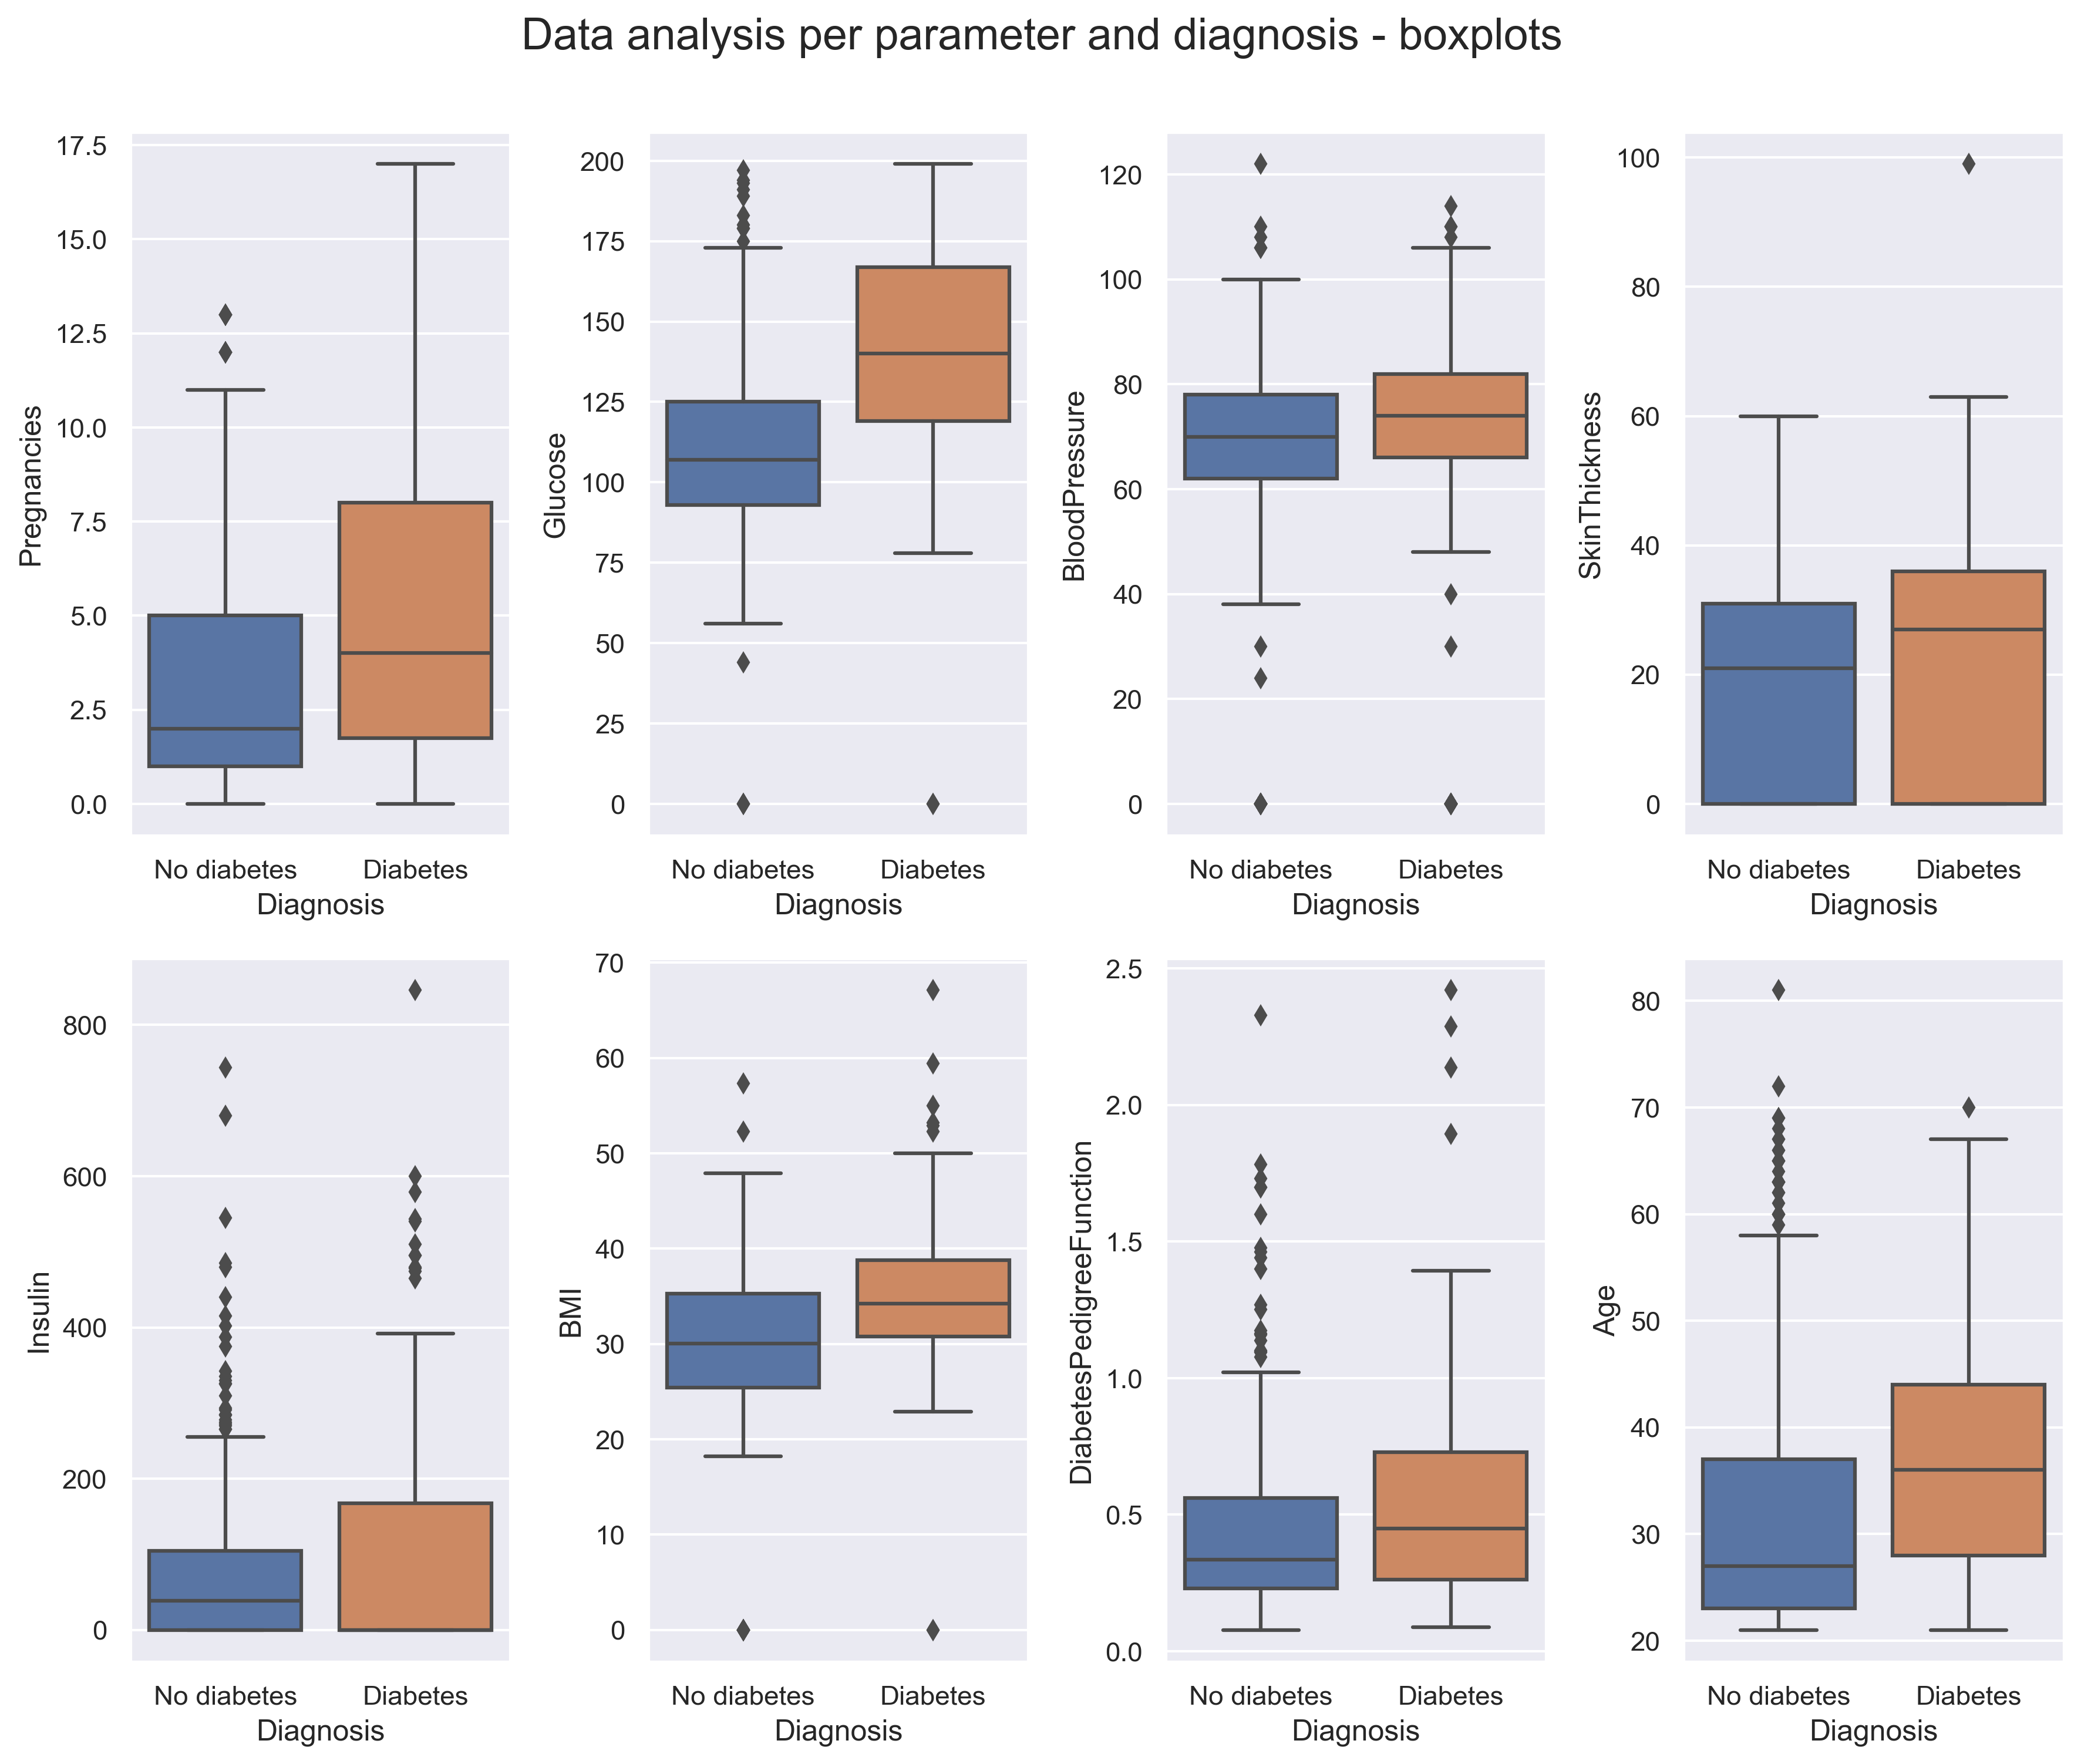 Data analysis per parameter and diagnosis - boxplots
Pregnancies
17.5
15.0
12.5
10.0
7.5
5.0
2.5
0.0
No diabetes Diabetes
Diagnosis
Glucose
200
175
150
125
100
75
50
25
0
No diabetes Diabetes
Diagnosis
BloodPressure
120
100
80
60
40
20
0
No diabetes Diabetes
Diagnosis
SkinThickness
100
80
60
40
20
0
No diabetes Diabetes
Diagnosis
Insulin
800
600
400
200
0
No diabetes Diabetes
Diagnosis
BMI
70
60
50
40
30
20
10
0
No diabetes Diabetes
Diagnosis
DiabetesPedigreeFunction
2.5
2.0
1.5
1.0
0.5
0.0
No diabetes Diabetes
Diagnosis
Age
80
70
60
50
40
30
20
No diabetes Diabetes
Diagnosis